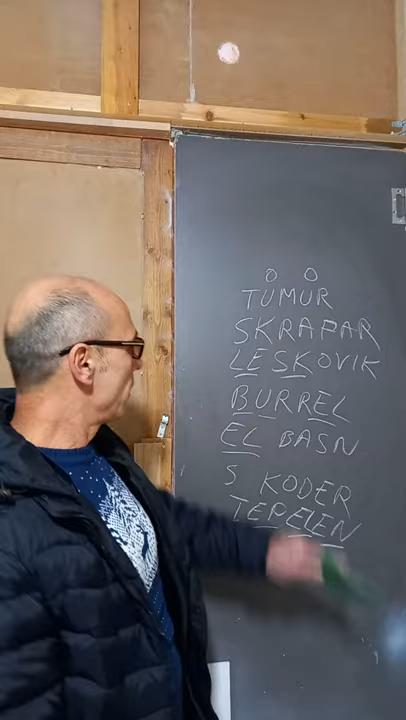 O O
TUMUR
SKRAPAR
LESKOVIK
BURREL
EL BASN
S KODER
TEPELEN